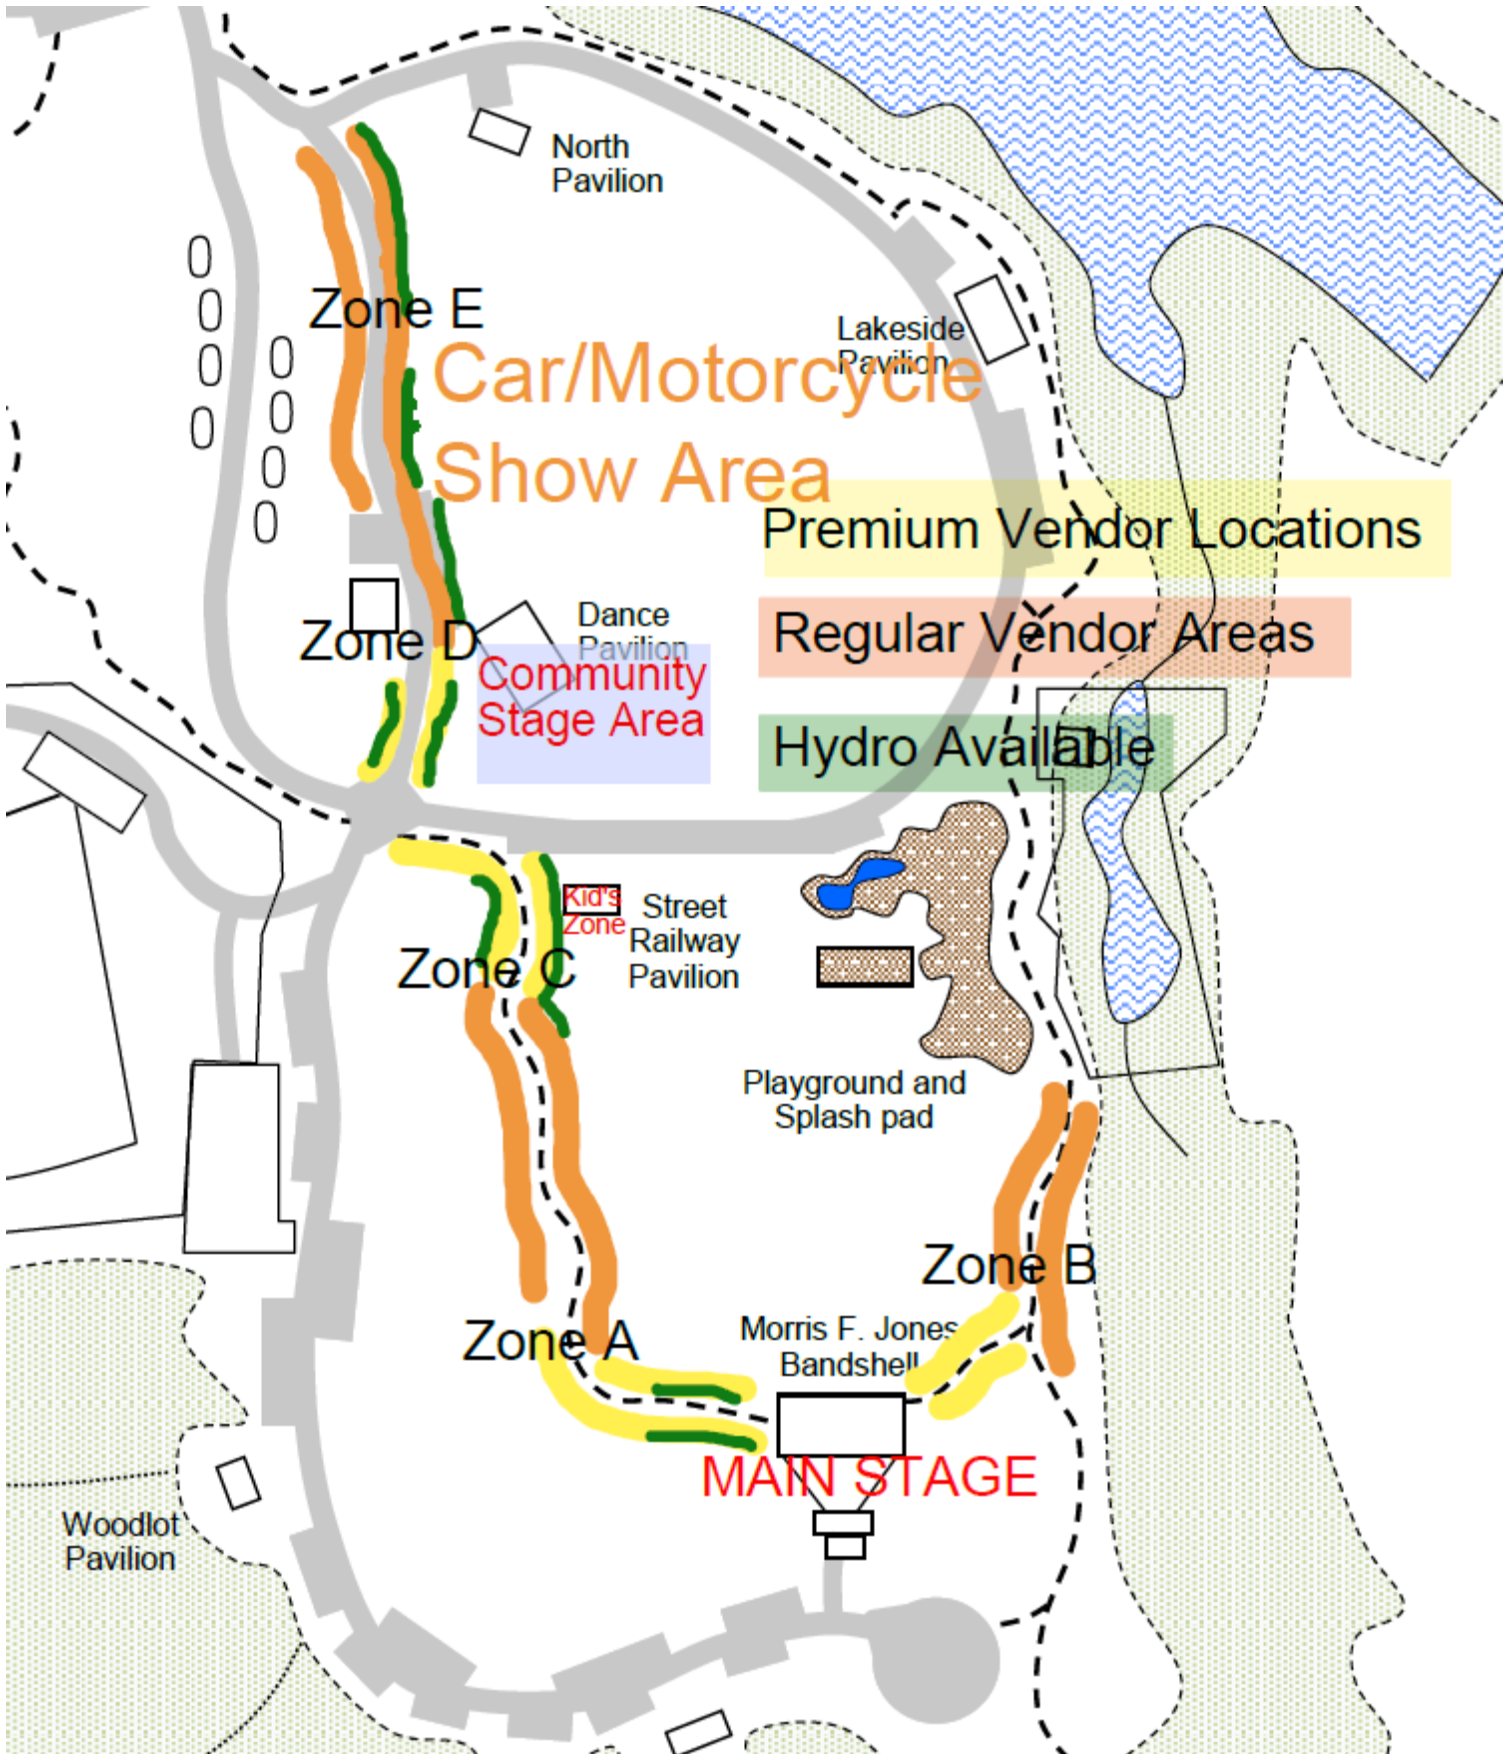 North
Pavilion
Zone E
Lakeside
Pavilion
Car/Motorcycle
Show Area
Premium Vendor Locations
Regular Vendor Areas
Hydro Available
Dance
Pavilion
Zone D
Community
Stage Area
Kid's
Zone
Street
Railway
Pavilion
Zone C
Playground and
Splash pad
Zone B
Zone A
Morris F. Jones
Bandshell
MAIN STAGE
Woodlot
Pavilion